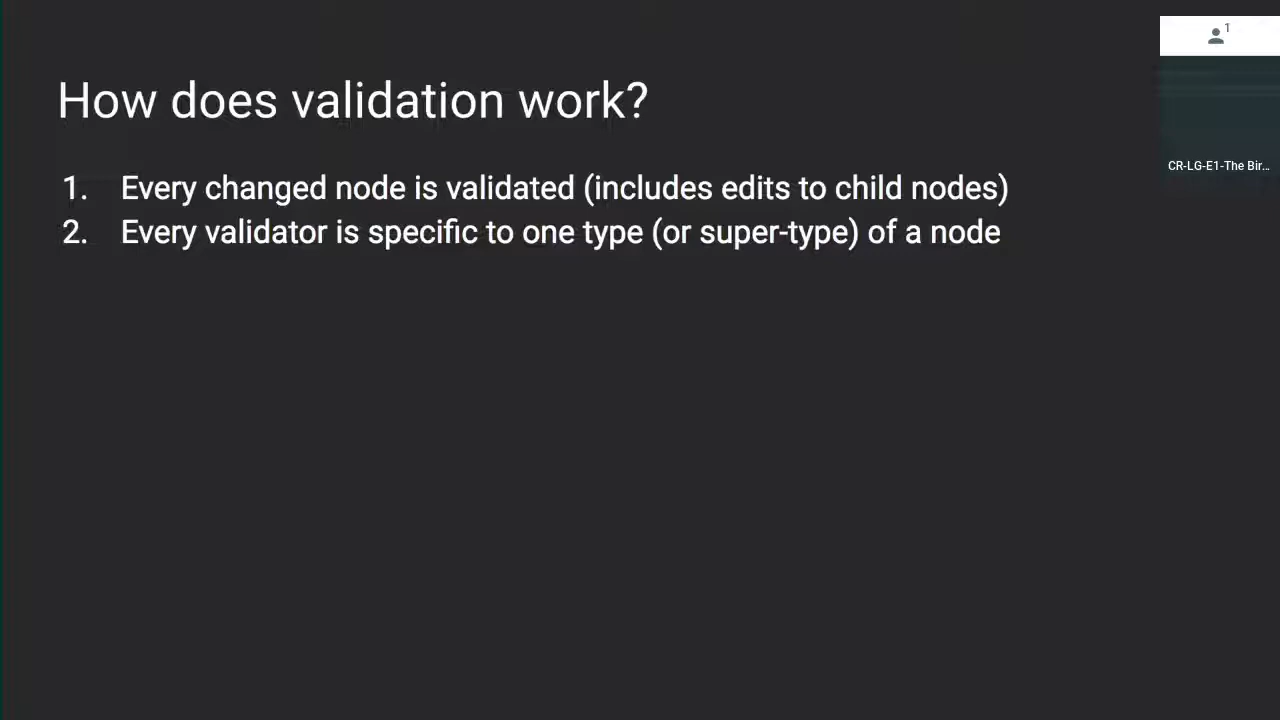 1
How does validation work?
1. Every changed node is validated (includes edits to child nodes)
CR-LG-E1-The Bir...
2. Every validator is specific to one type (or super-type) of a node